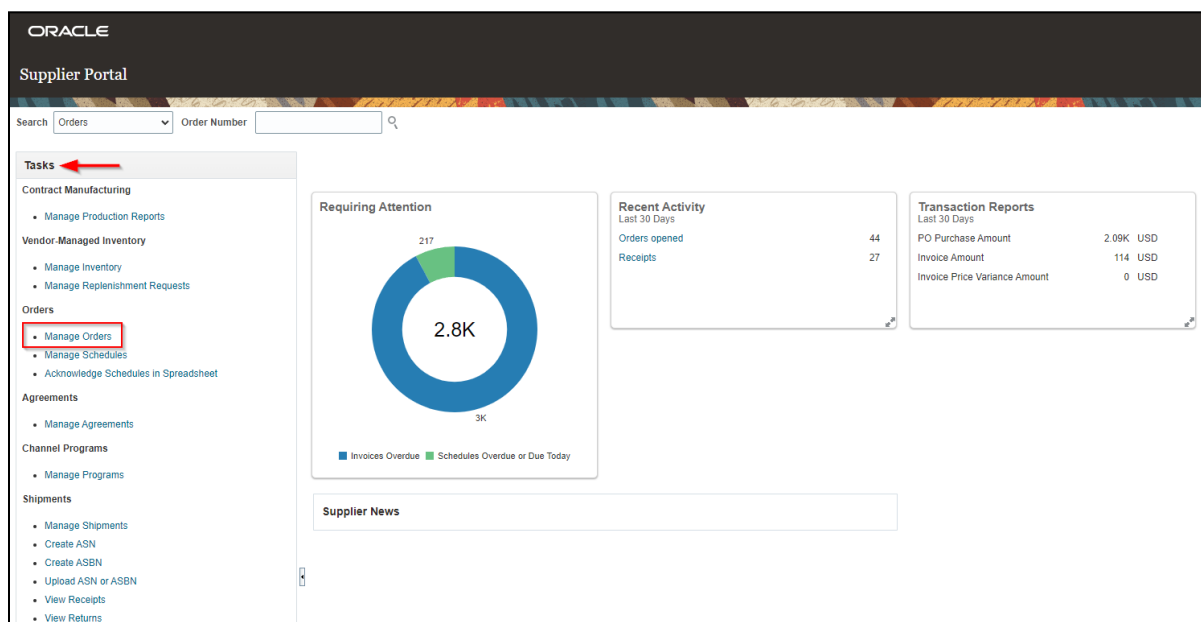 ORACLE
Supplier Portal
Search Orders Order Number
Tasks
Contract Manufacturing
Manage Production Reports
Vendor-Managed Inventory
Manage Inventory
Manage Replenishment Requests
Orders
Manage Orders
Manage Schedules
Acknowledge Schedules in Spreadsheet
Agreements
Manage Agreements
Channel Programs
Manage Programs
Shipments
Manage Shipments
Create ASN
Create ASBN
Upload ASN or ASBN
View Receipts
View Returns
Requiring Attention
217
2.8K
3K
Invoices Overdue Schedules Overdue or Due Today
Recent Activity
Last 30 Days
Orders opened 44
Receipts 27
Transaction Reports
Last 30 Days
PO Purchase Amount 2.09K USD
Invoice Amount 114 USD
Invoice Price Variance Amount 0 USD
Supplier News